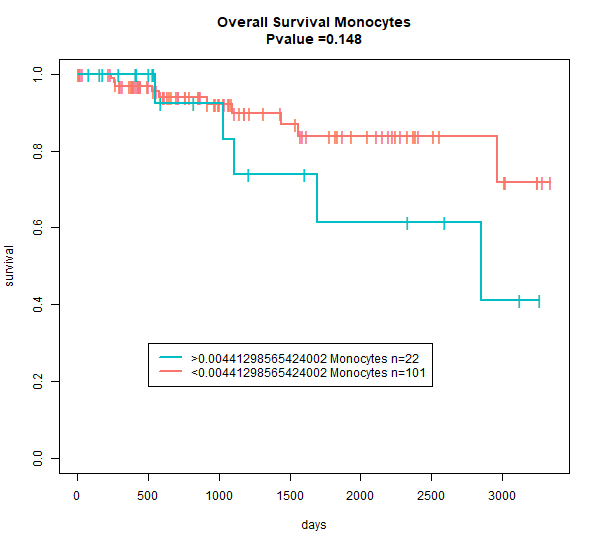 Overall Survival Monocytes
Pvalue =0.148
1.0
0.8
0.6
0.4
0.2
0.0
survival
>0.00441298565424002 Monocytes n=22
<0.00441298565424002 Monocytes n=101
0 500 1000 1500 2000 2500 3000
days